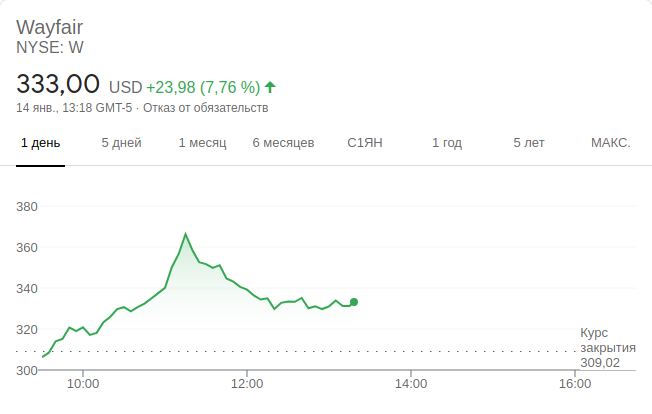 Wayfair
NYSE: W
333,00 USD +23,98 (7,76 %)
14 янв., 13:18 GMT-5 · Отказ от обязательств
1 день 5 дней 1 месяц 6 месяцев С1ЯН 1 год 5 лет МАКС.
380
360
340
320
300
Курс
закрытия
309,02
10:00 12:00 14:00 16:00